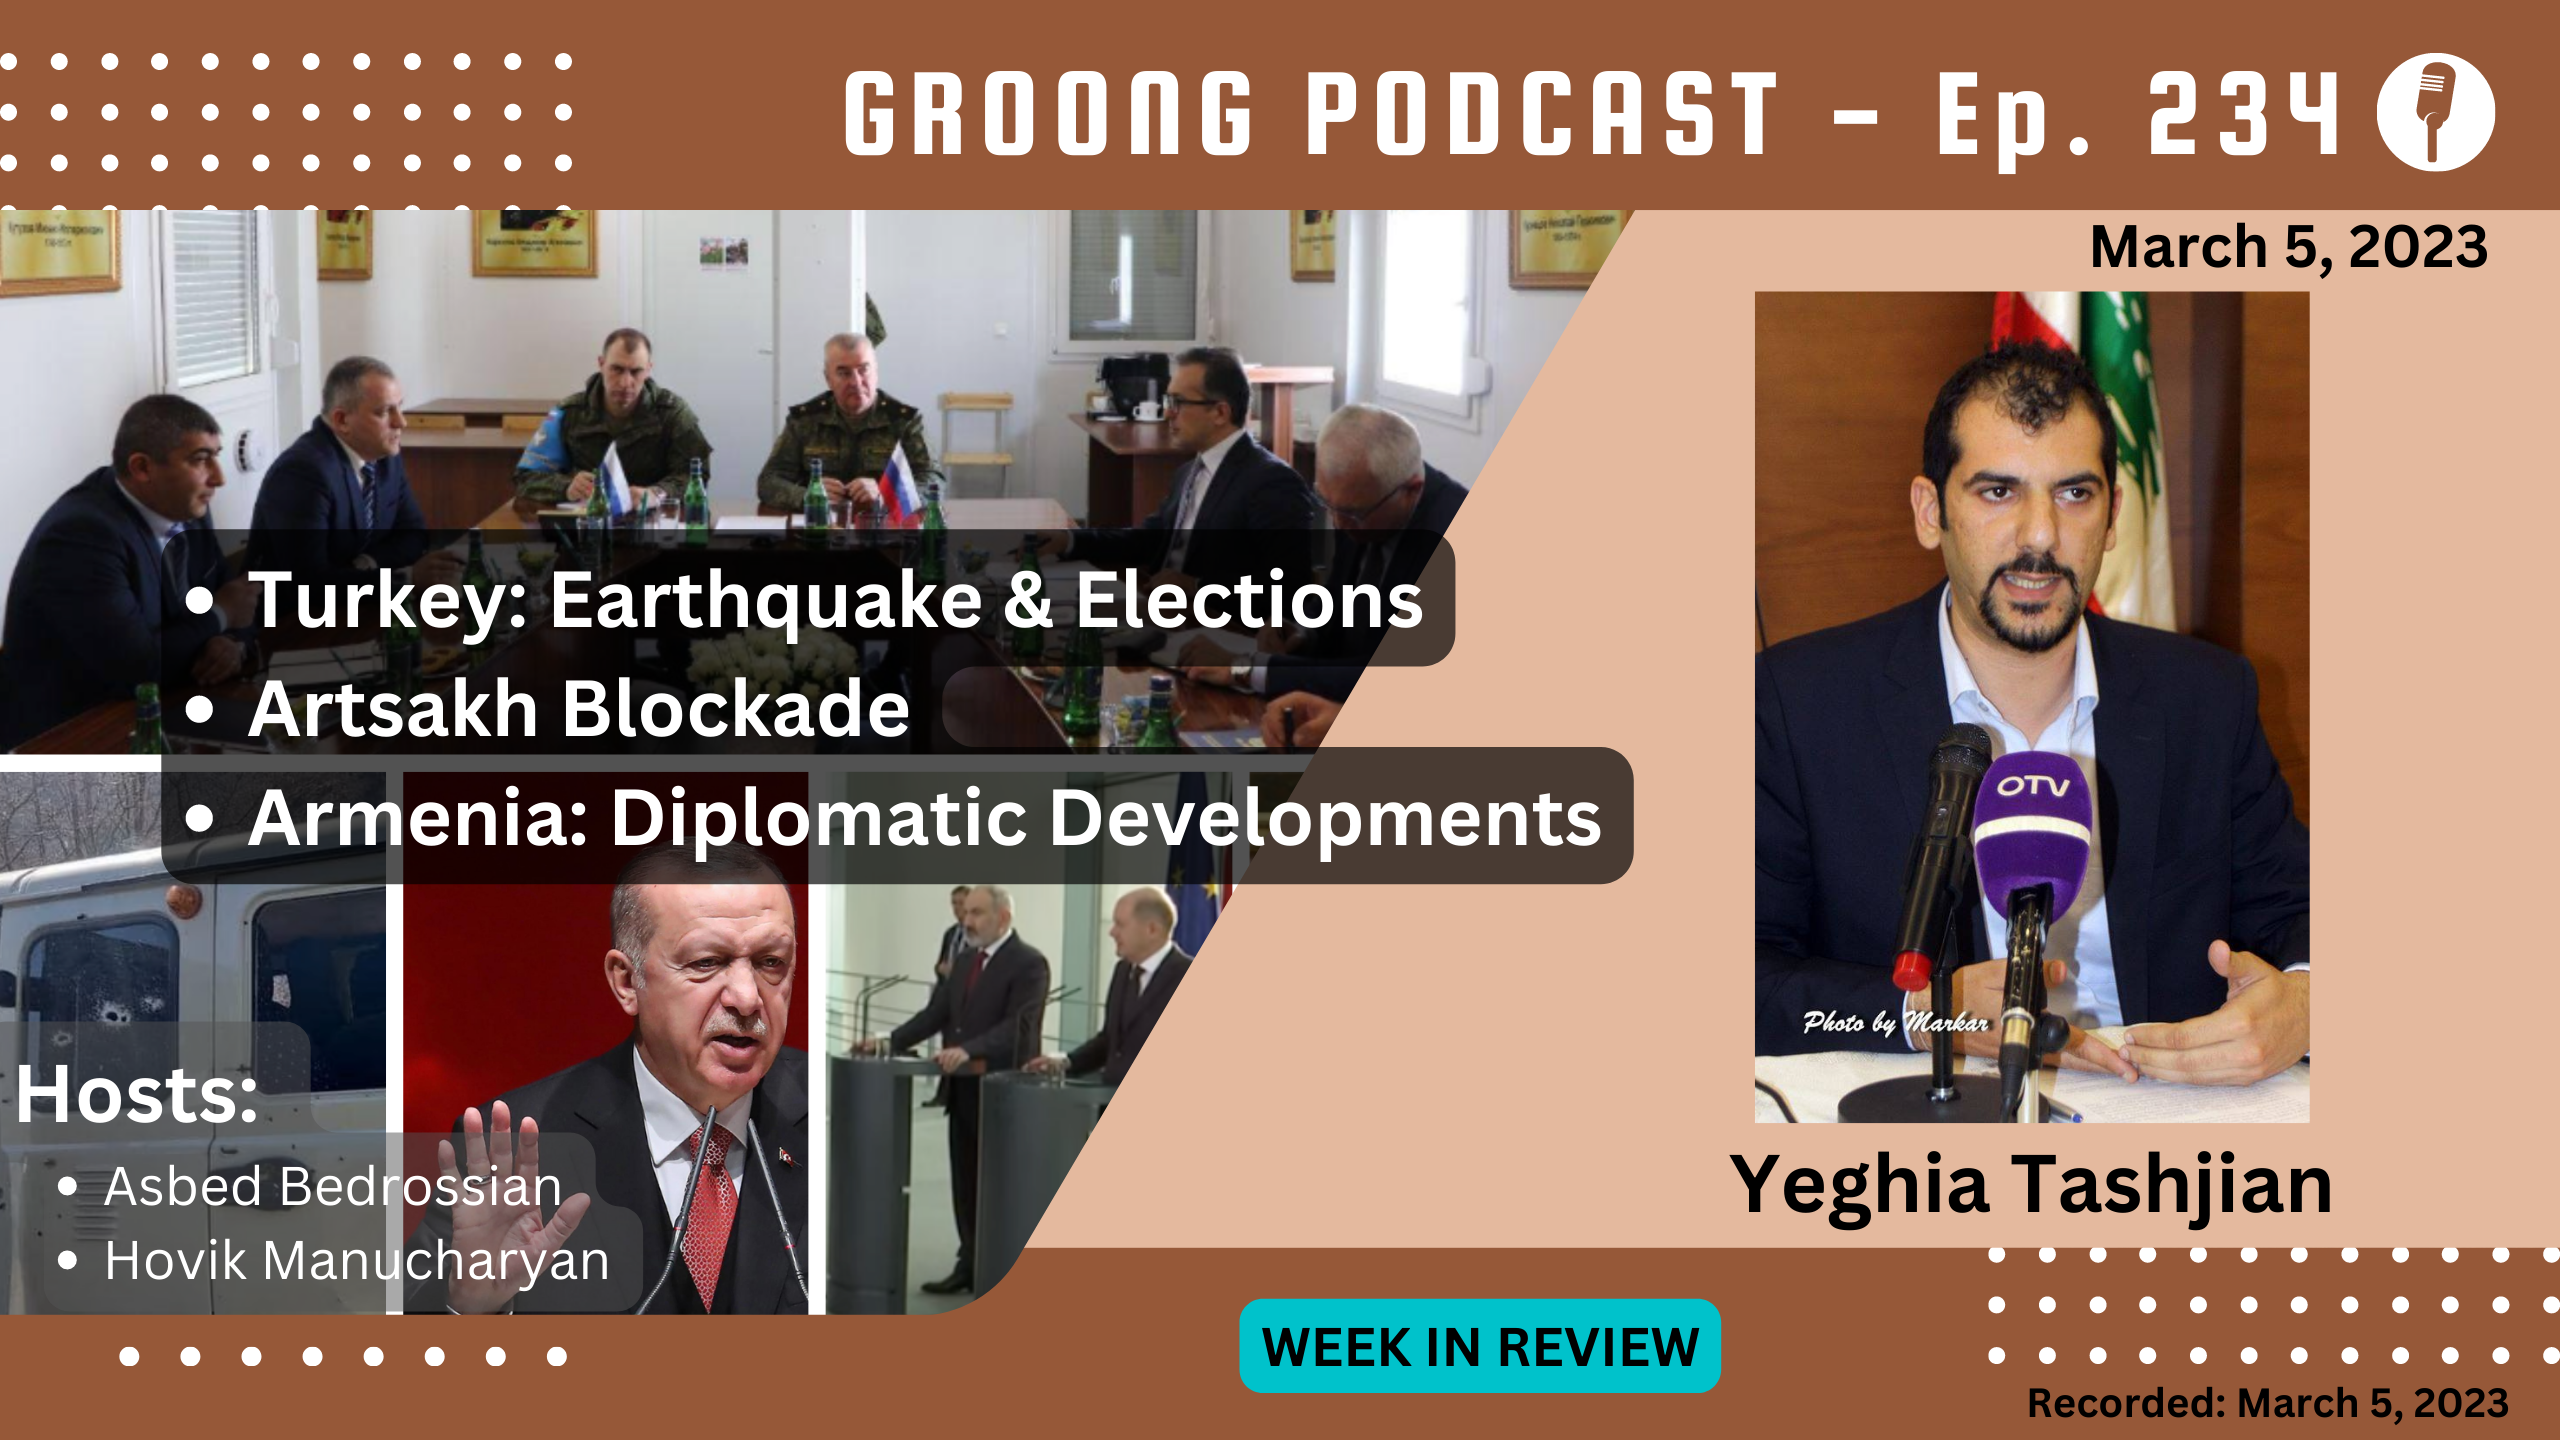 GROONG PODCAST - Ep. 234
March 5, 2023
• Turkey: Earthquake & Elections
• Artsakh Blockade
• Armenia: Diplomatic Developments
OTV
Photo by Markar
Hosts:
• Asbed Bedrossian
• Hovik Manucharyan
Yeghia Tashjian
WEEK IN REVIEW
Recorded: March 5, 2023